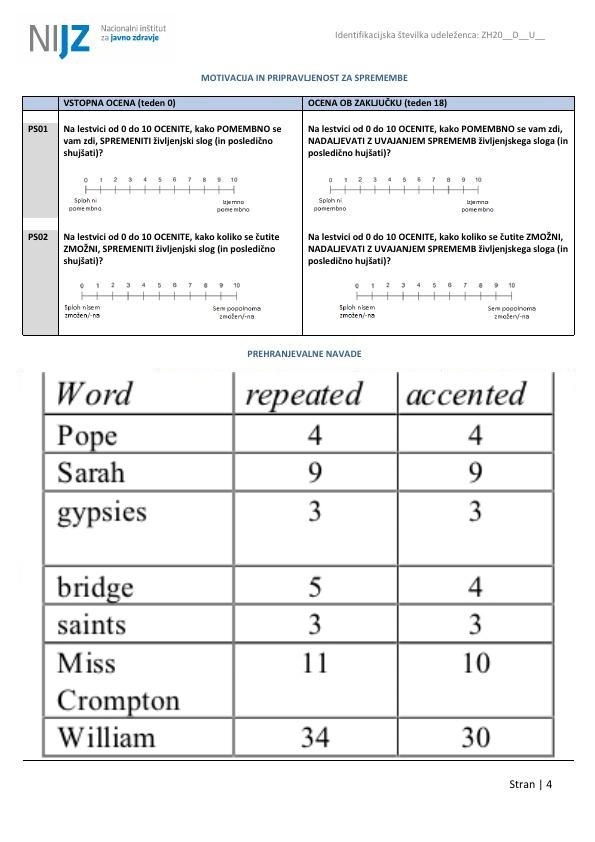 NIJZ Nacionalni inštitut
za javno zdravje
Identifikacijska številka udeleženca: ZH20__D__U__
MOTIVACIJA IN PRIPRAVLJENOST ZA SPREMEMBE
VSTOPNA OCENA (teden 0)
OCENA OB ZAKLJUČKU (teden 18)
PS01
Na lestvici od 0 do 10 OCENITE, kako POMEMBNO se
vam zdi, SPREMENITI življenjski slog (in posledično
shujšati)?
0 1 2 3 4 5 6 7 8 9 10
Sploh ni
pomembno
Izjemno
pomembno
Na lestvici od 0 do 10 OCENITE, kako POMEMBNO se vam zdi,
NADALJEVATI Z UVAJANJEM SPREMEMB življenjskega sloga (in
posledično hujšati)?
0 1 2 3 4 5 6 7 8 9 10
Sploh ni
pomembno
Izjemno
pomembno
PS02
Na lestvici od 0 do 10 OCENITE, kako koliko se čutite
ZMOŽNI, SPREMENITI življenjski slog (in posledično
shujšati)?
0 1 2 3 4 5 6 7 8 9 10
Sploh nisem
zmožen/-na
Sem popolnoma
zmožen/-na
Na lestvici od 0 do 10 OCENITE, kako koliko se čutite ZMOŽNI,
NADALJEVATI Z UVAJANJEM SPREMEMB življenjskega sloga (in
posledično hujšati)?
0 1 2 3 4 5 6 7 8 9 10
Sploh nisem
zmožen/-na
Sem popolnoma
zmožen/-na
PREHRANJEVALNE NAVADE
Word repeated accented
Pope 4 4
Sarah 9 9
gypsies 3 3
bridge 5 4
saints 3 3
Miss 11 10
Crompton
William 34 30
Stran | 4